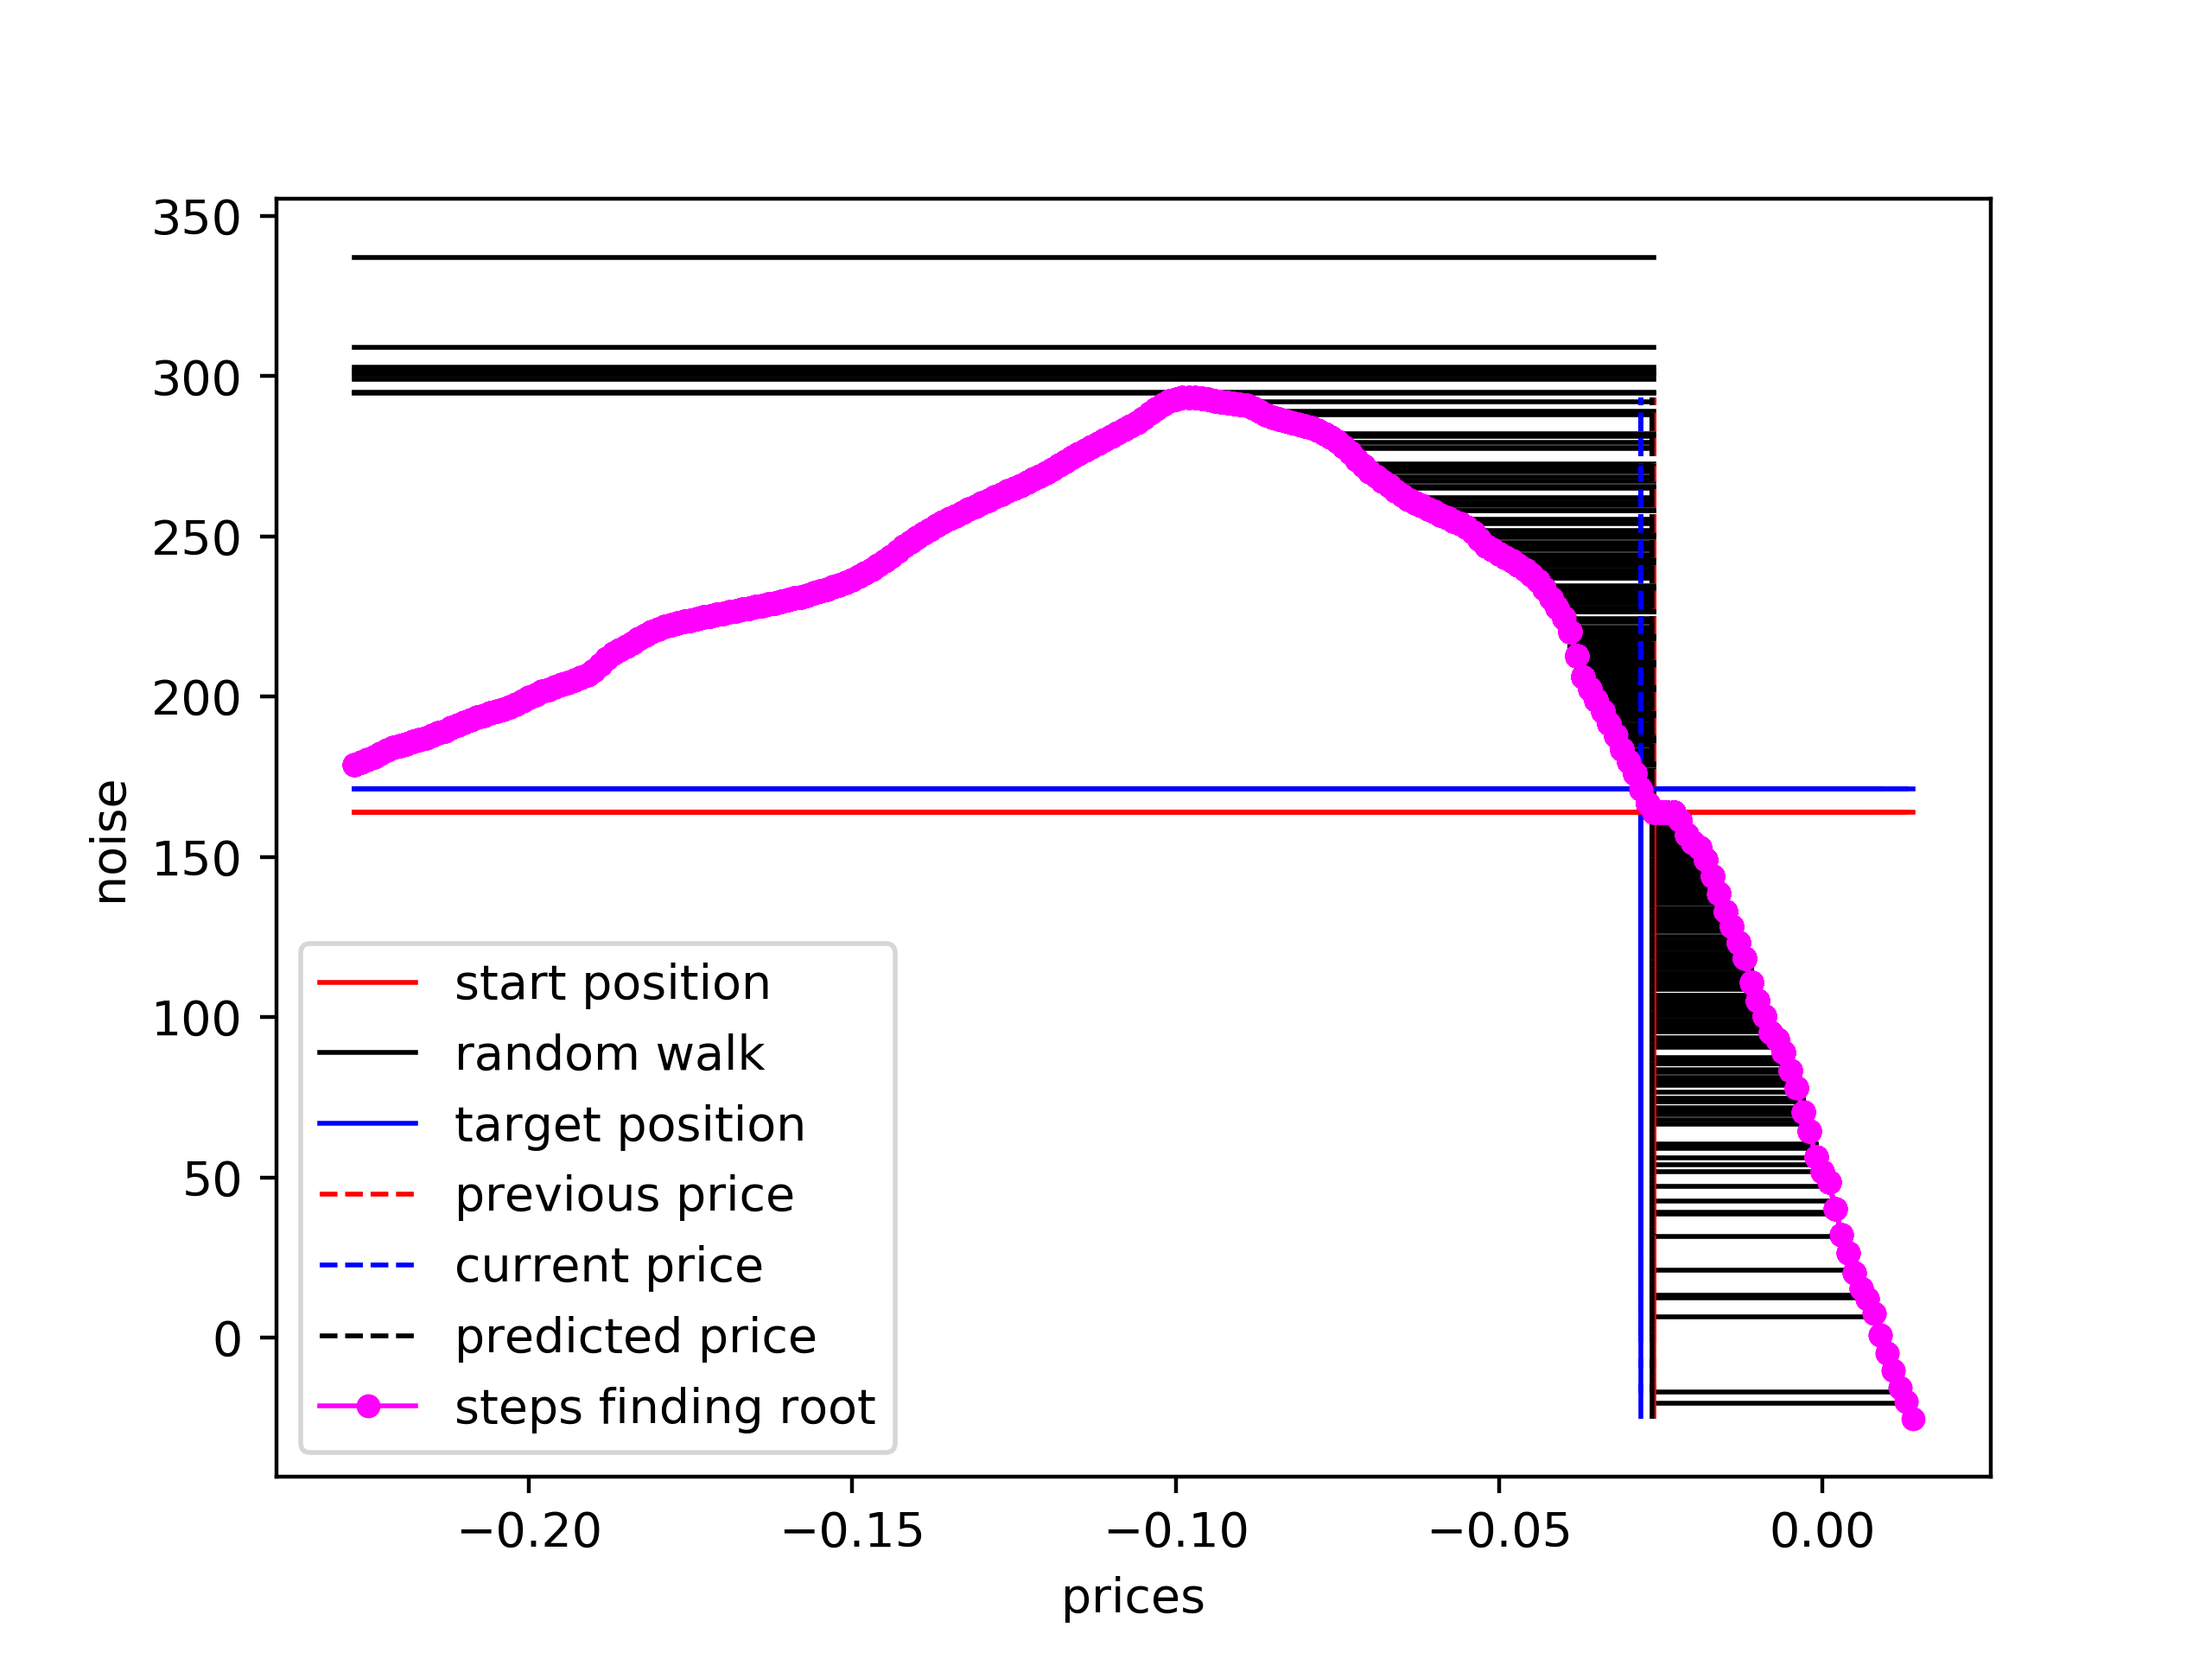 350
300
250
200
150
100
50
0
noise
start position
random walk
target position
previous price
current price
predicted price
steps finding root
−0.20 −0.15 −0.10 −0.05 0.00
prices